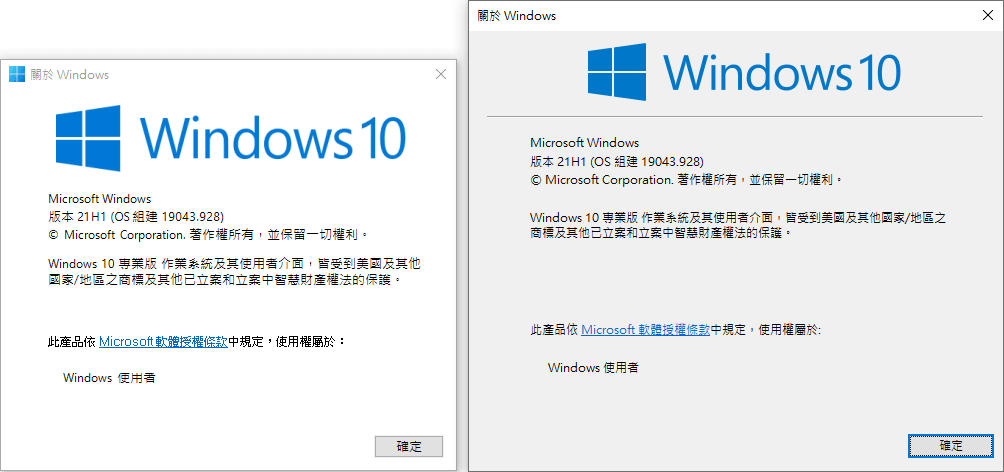 關於 Windows
Windows 10
Microsoft Windows
版本 21H1 (OS 組建 19043.928)
© Microsoft Corporation. 著作權所有，並保留一切權利。
Windows 10 專業版 作業系統及其使用者介面，皆受到美國及其他
國家/地區之商標及其他已立案和立案中智慧財產權法的保護。
此產品依 Microsoft 軟體授權條款中規定，使用權屬於：
Windows 使用者
確定
關於 Windows
Windows 10
Microsoft Windows
版本 21H1 (OS 組建 19043.928)
© Microsoft Corporation. 著作權所有，並保留一切權利。
Windows 10 專業版 作業系統及其使用者介面，皆受到美國及其他國家/地區之
商標及其他已立案和立案中智慧財產權法的保護。
此產品依 Microsoft 軟體授權條款中規定，使用權屬於:
Windows 使用者
確定